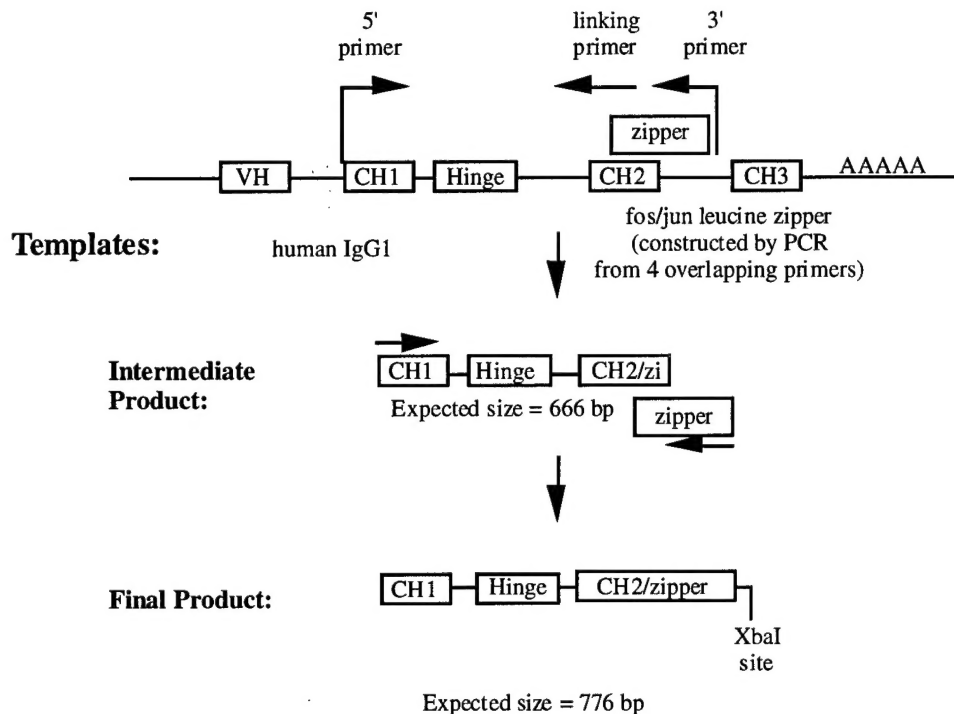 5'
primer
linking
primer
3'
primer
zipper
VH
CH1
Hinge
CH2
CH3
AAAAA
Templates:
human IgG1
fos/jun leucine zipper
(constructed by PCR
from 4 overlapping primers)
Intermediate
Product:
CH1
Hinge
CH2/zi
Expected size = 666 bp
zipper
Final Product:
CH1
Hinge
CH2/zipper
XbaI
site
Expected size = 776 bp